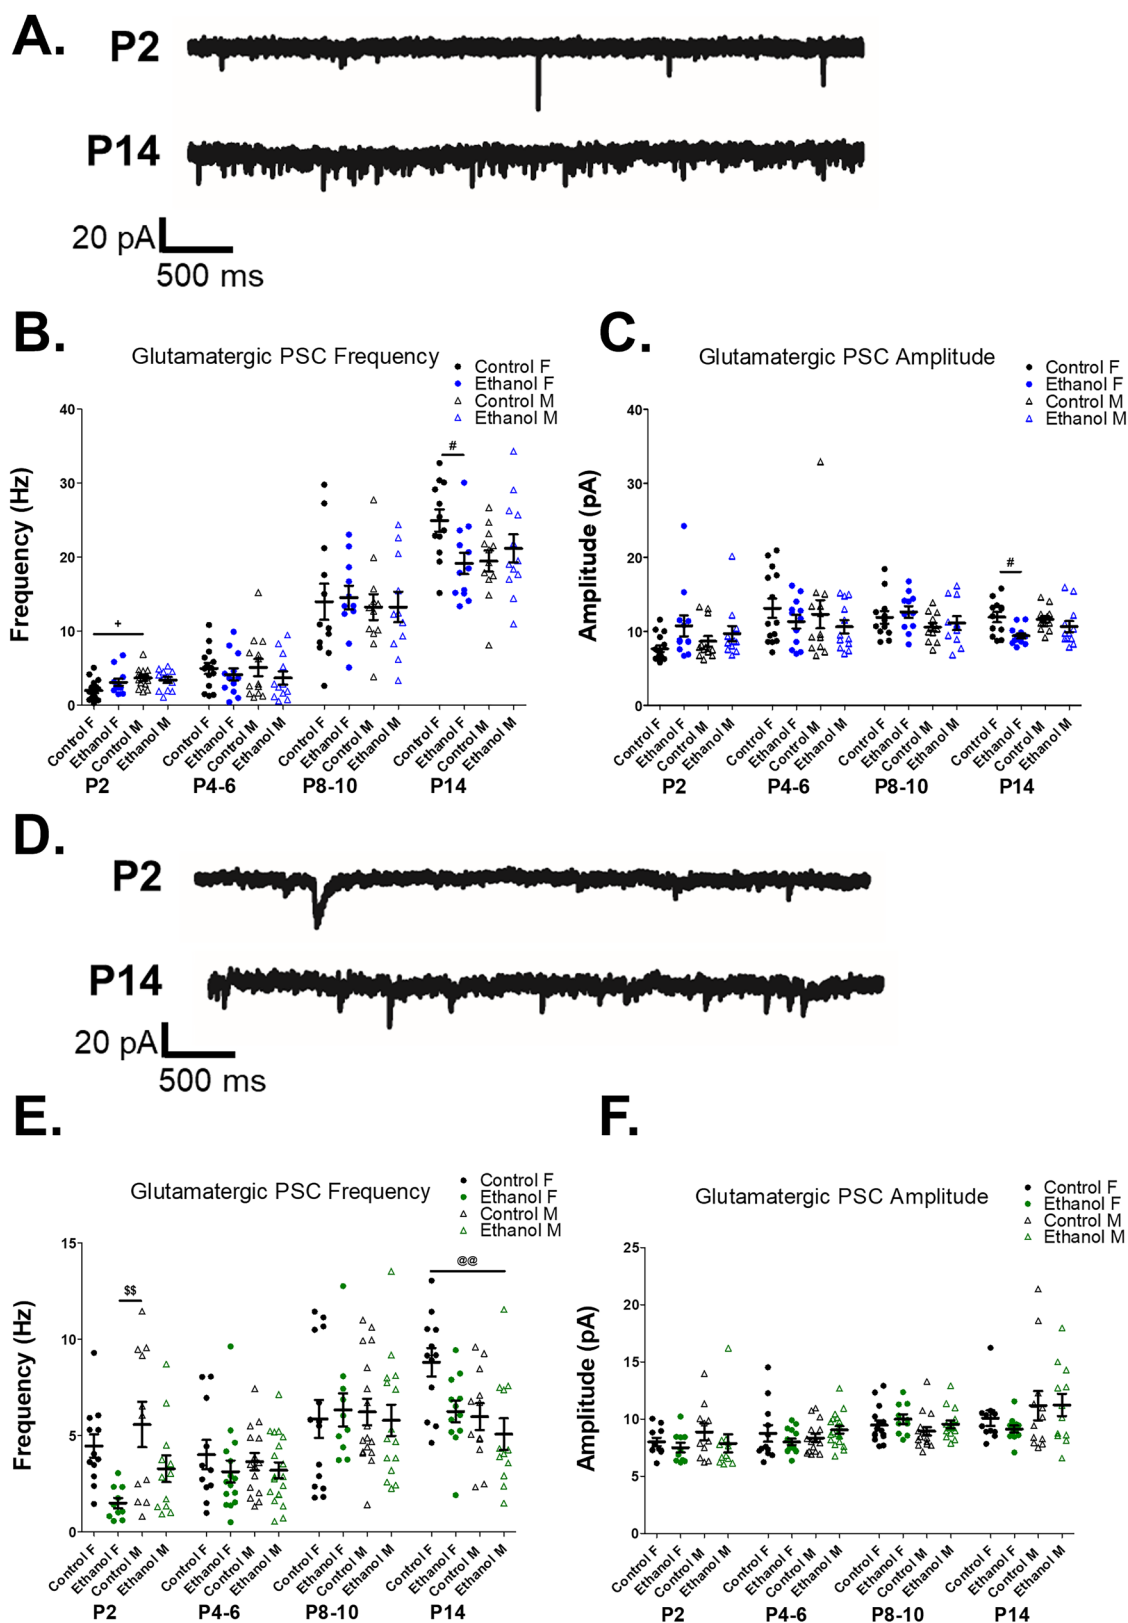 A.
P2
P14
20 pA
500 ms
B.
Glutamatergic PSC Frequency
Control F
Ethanol F
Control M
Ethanol M
Frequency (Hz)
40
30
20
10
0
+
#
Control F
Ethanol F
Control M
Ethanol M
Control F
Ethanol F
Control M
Ethanol M
Control F
Ethanol F
Control M
Ethanol M
Control F
Ethanol F
Control M
Ethanol M
P2 P4-6 P8-10 P14
C.
Glutamatergic PSC Amplitude
Control F
Ethanol F
Control M
Ethanol M
Amplitude (pA)
40
30
20
10
0
#
Control F
Ethanol F
Control M
Ethanol M
Control F
Ethanol F
Control M
Ethanol M
Control F
Ethanol F
Control M
Ethanol M
Control F
Ethanol F
Control M
Ethanol M
P2 P4-6 P8-10 P14
D.
P2
P14
20 pA
500 ms
E.
Glutamatergic PSC Frequency
Control F
Ethanol F
Control M
Ethanol M
Frequency (Hz)
15
10
5
0
$$
@@
Control F
Ethanol F
Control M
Ethanol M
Control F
Ethanol F
Control M
Ethanol M
Control F
Ethanol F
Control M
Ethanol M
Control F
Ethanol F
Control M
Ethanol M
P2 P4-6 P8-10 P14
F.
Glutamatergic PSC Amplitude
Control F
Ethanol F
Control M
Ethanol M
Amplitude (pA)
25
20
15
10
5
0
Control F
Ethanol F
Control M
Ethanol M
Control F
Ethanol F
Control M
Ethanol M
Control F
Ethanol F
Control M
Ethanol M
Control F
Ethanol F
Control M
Ethanol M
P2 P4-6 P8-10 P14